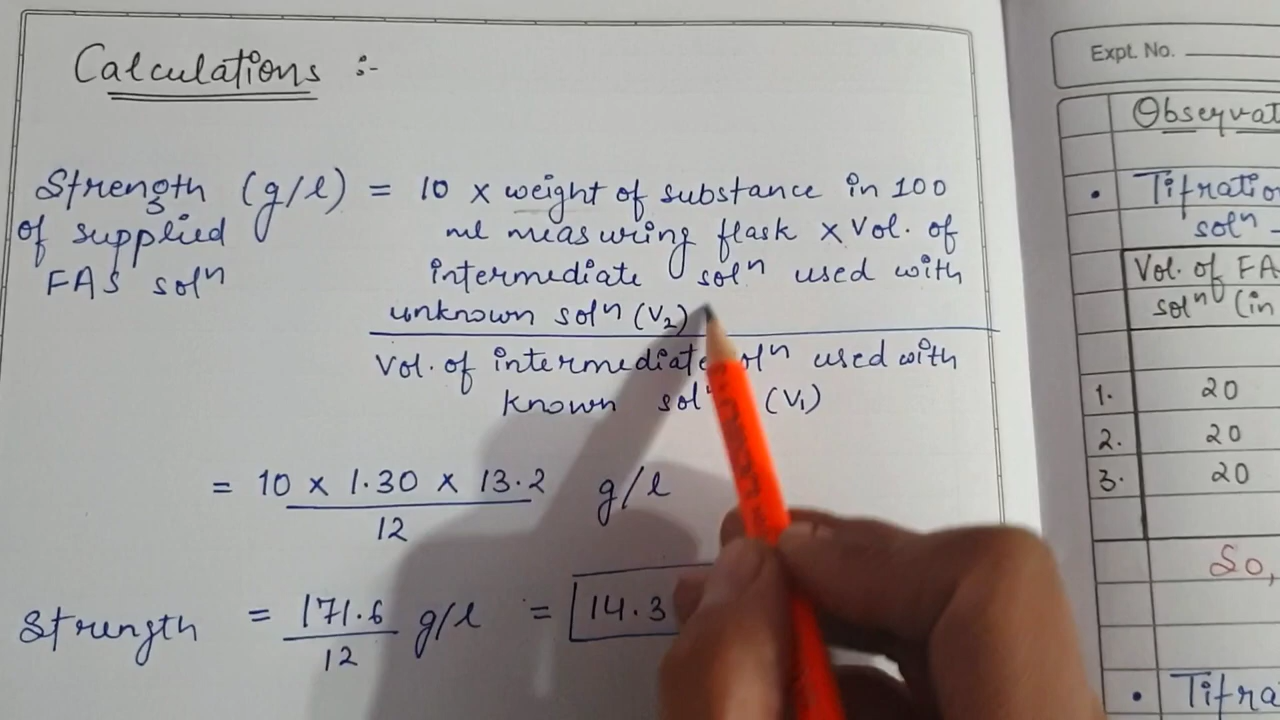 Calculations :-
Strength (g/l) = 10 x weight of substance in 100
of supplied ml measuring flask x Vol. of
FAS solⁿ intermediate solⁿ used with
unknown solⁿ (V₂)
Vol. of intermediate solⁿ used with
known solⁿ (V₁)
= 10 x 1.30 x 13.2 g/l
12
Strength = 171.6 g/l = 14.3
12
Expt. No.
Observat
• Titratio
solⁿ -
Vol. of FA
solⁿ (in
1. 20
2. 20
3. 20
So,
• Titra